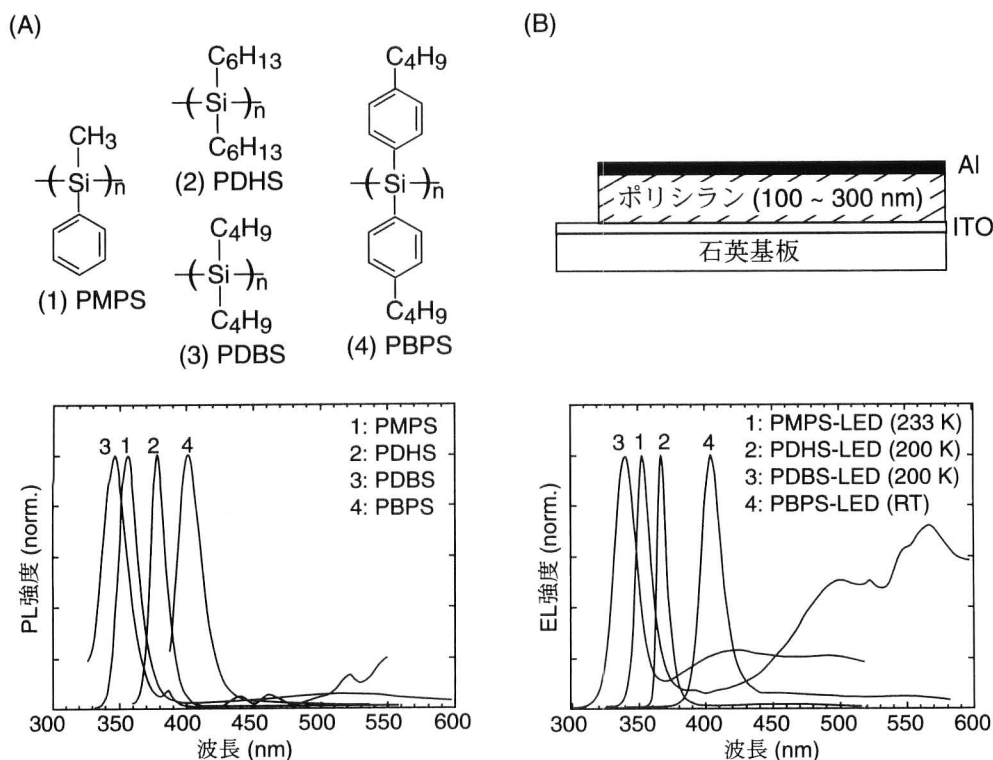 (A)
CH3
Si
n
(1) PMPS
C6H13
Si
n
C6H13
(2) PDHS
C4H9
Si
n
C4H9
(3) PDBS
C4H9
Si
n
C4H9
(4) PBPS
(B)
Al
ポリシラン (100 ~ 300 nm)
ITO
石英基板
3 1 2 4
1: PMPS
2: PDHS
3: PDBS
4: PBPS
PL強度 (norm.)
300 350 400 450 500 550 600
波長 (nm)
3 1 2 4
1: PMPS-LED (233 K)
2: PDHS-LED (200 K)
3: PDBS-LED (200 K)
4: PBPS-LED (RT)
EL強度 (norm.)
300 350 400 450 500 550 600
波長 (nm)